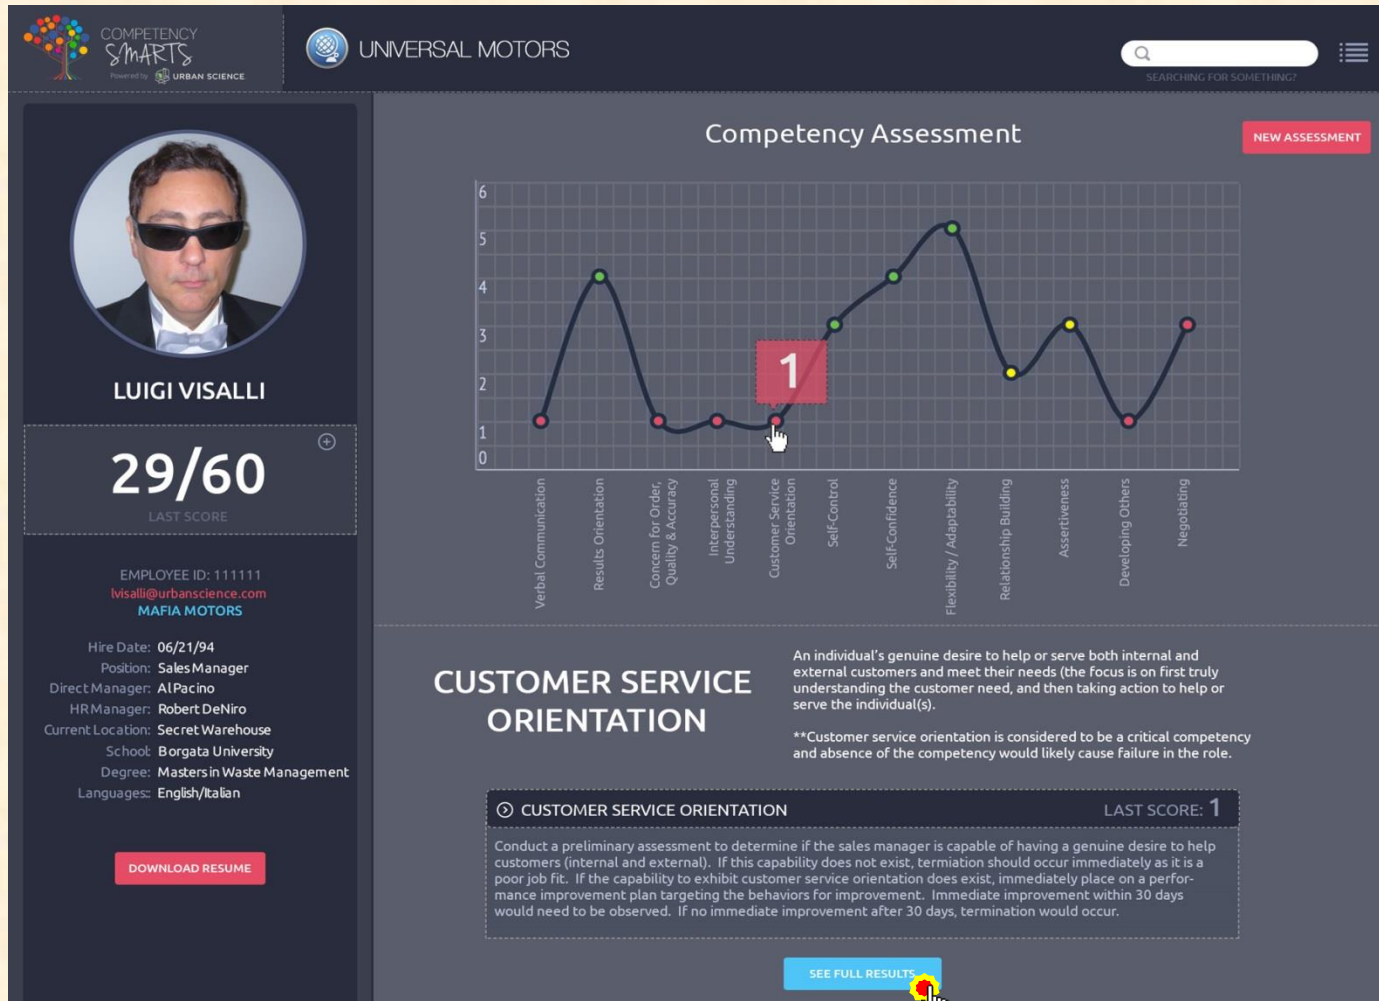 COMPETENCY
SMARTS
Powered by URBAN SCIENCE
UNIVERSAL MOTORS
SEARCHING FOR SOMETHING?
LUIGI VISALLI
29/60
LAST SCORE
EMPLOYEE ID: 111111
lvisalli@urbanscience.com
MAFIA MOTORS
Hire Date: 06/21/94
Position: Sales Manager
Direct Manager: Al Pacino
HR Manager: Robert DeNiro
Current Location: Secret Warehouse
School: Borgata University
Degree: Masters in Waste Management
Languages:: English/Italian
DOWNLOAD RESUME
Competency Assessment
NEW ASSESSMENT
6
5
4
3
2
1
0
1
Verbal Communication
Results Orientation
Concern for Order,
Quality & Accuracy
Interpersonal
Understanding
Customer Service
Orientation
Self-Control
Self-Confidence
Flexibility / Adaptability
Relationship Building
Assertiveness
Developing Others
Negotiating
CUSTOMER SERVICE
ORIENTATION
An individual's genuine desire to help or serve both internal and
external customers and meet their needs (the focus is on first truly
understanding the customer need, and then taking action to help or
serve the individual(s).
**Customer service orientation is considered to be a critical competency
and absence of the competency would likely cause failure in the role.
CUSTOMER SERVICE ORIENTATION LAST SCORE: 1
Conduct a preliminary assessment to determine if the sales manager is capable of having a genuine desire to help
customers (internal and external). If this capability does not exist, termiation should occur immediately as it is a
poor job fit. If the capability to exhibit customer service orientation does exist, immediately place on a perfor-
mance improvement plan targeting the behaviors for improvement. Immediate improvement within 30 days
would need to be observed. If no immediate improvement after 30 days, termination would occur.
SEE FULL RESULTS